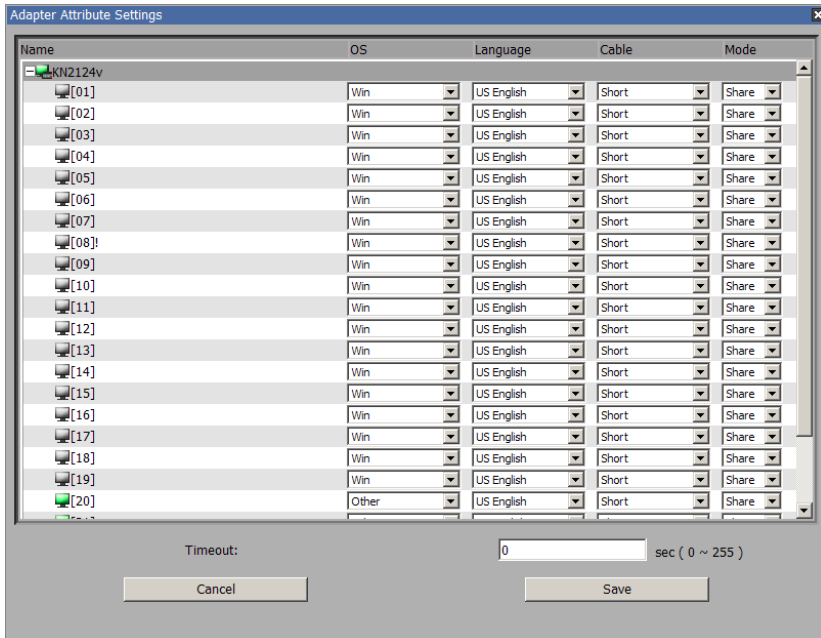 Adapter Attribute Settings
Name OS Language Cable Mode
KN2124v
[01] Win US English Short Share
[02] Win US English Short Share
[03] Win US English Short Share
[04] Win US English Short Share
[05] Win US English Short Share
[06] Win US English Short Share
[07] Win US English Short Share
[08]! Win US English Short Share
[09] Win US English Short Share
[10] Win US English Short Share
[11] Win US English Short Share
[12] Win US English Short Share
[13] Win US English Short Share
[14] Win US English Short Share
[15] Win US English Short Share
[16] Win US English Short Share
[17] Win US English Short Share
[18] Win US English Short Share
[19] Win US English Short Share
[20] Other US English Short Share
Timeout: 0 sec ( 0 ~ 255 )
Cancel Save